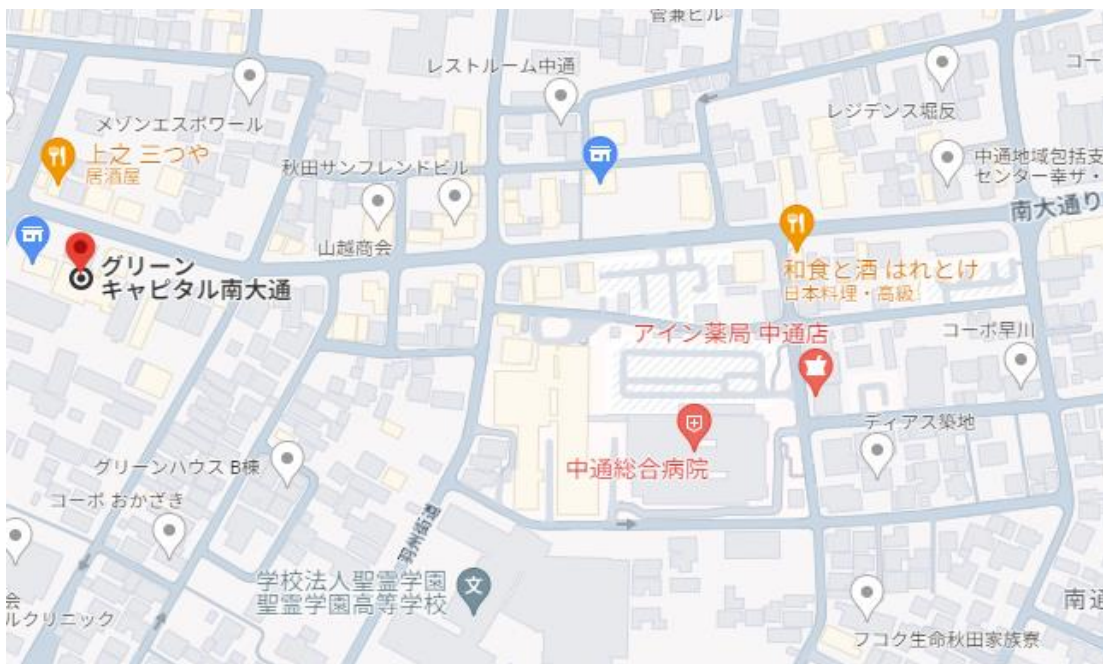 菅兼ビル
レストルーム中通
コー
レジデンス堀反
メゾンエスポワール
上之 三つや
居酒屋
秋田サンフレンドビル
中通地域包括支
センター幸ザ・
南大通り
山越商会
グリーン
キャピタル南大通
和食と酒 はれとけ
日本料理・高級
アイン薬局 中通店
コーポ早川
ディアス築地
中通総合病院
グリーンハウス B棟
コーポ おかざき
学校法人聖霊学園
聖霊学園高等学校
会
ルクリニック
南通
フコク生命秋田家族寮